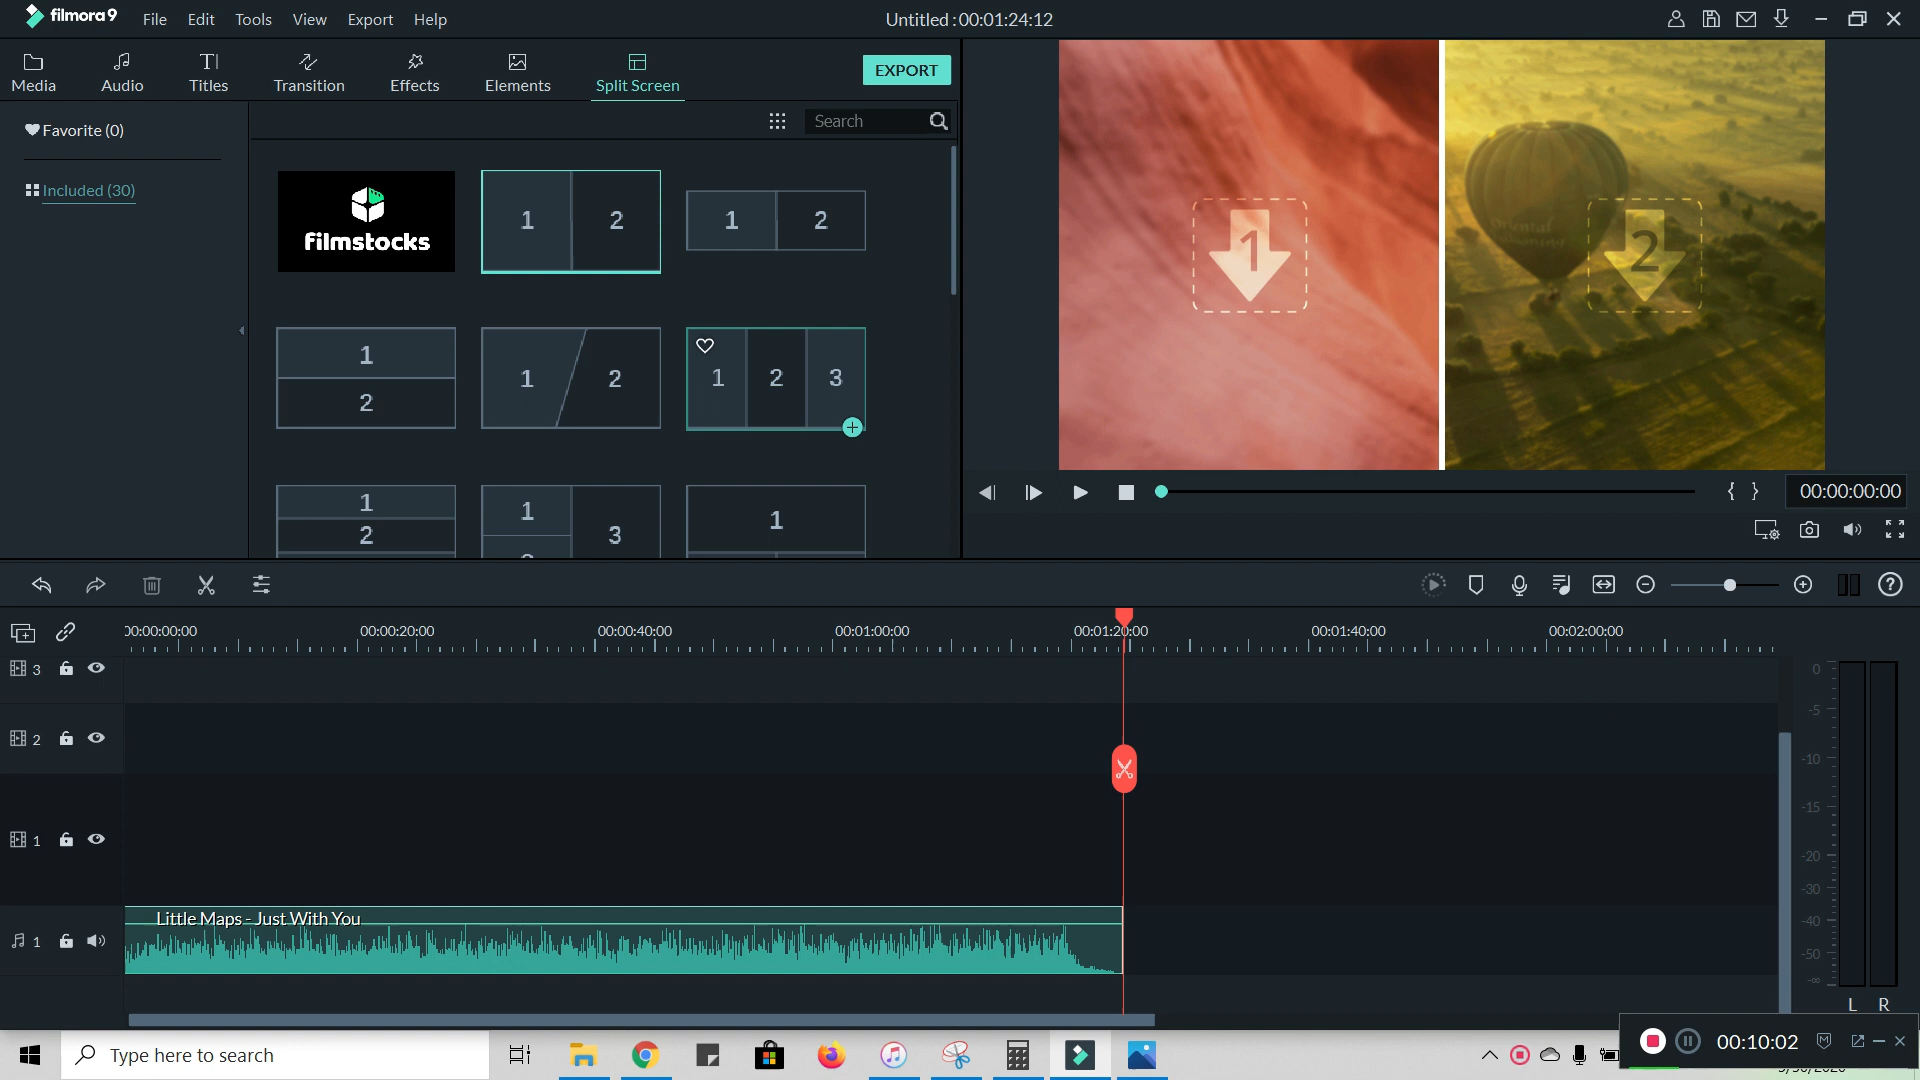 filmora9 File Edit Tools View Export Help
Untitled : 00:01:24:12
Media Audio Titles Transition Effects Elements Split Screen
EXPORT
Favorite (0)
Search
Included (30)
filmstocks
1 2
1 2
1
2
1 2
1 2 3
1
2
1
3
1
1
2
00:00:00:00
00:00:00:00 00:00:20:00 00:00:40:00 00:01:00:00 00:01:20:00 00:01:40:00 00:02:00:00
3
2
1
Little Maps - Just With You
1
0
-5
-10
-15
-20
-30
-40
-50
-∞
L R
Type here to search
00:10:02